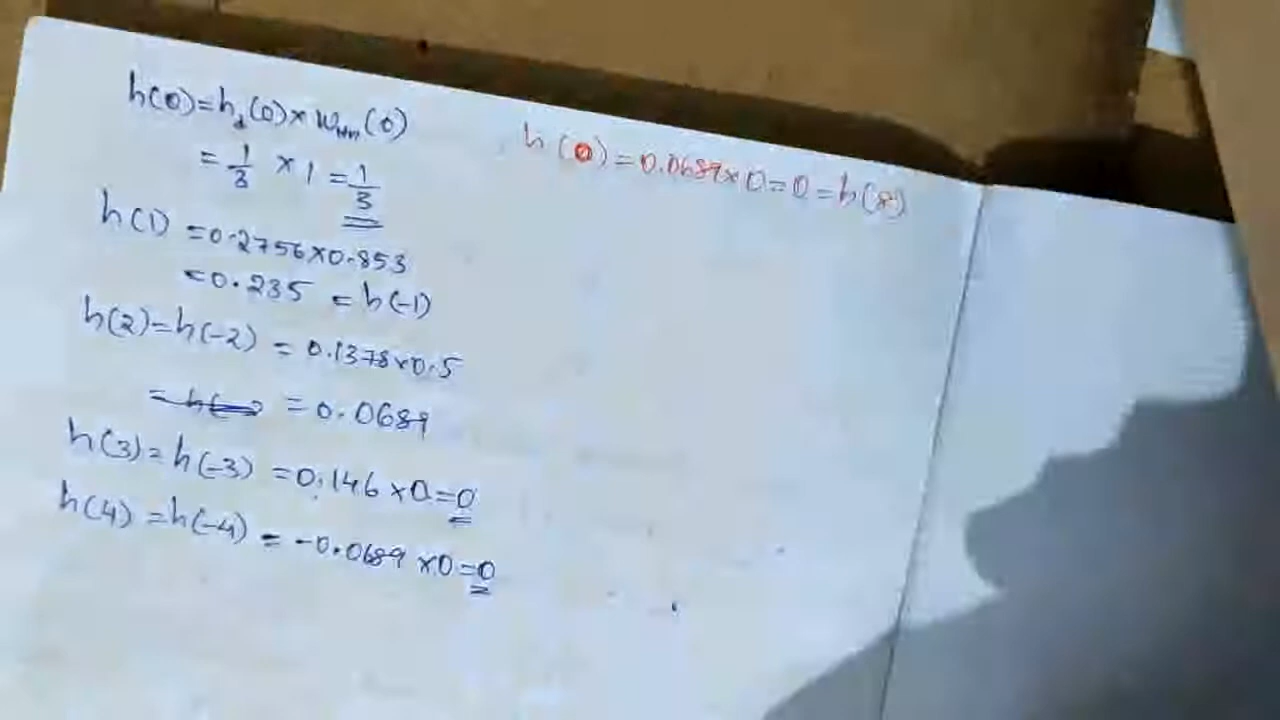 h(0)=h_d(0)×W_Hn(0)
= 1/3 × 1 = 1/3
h(1) =0.2756×0.853
=0.235 = h(-1)
h(2)=h(-2) = 0.1378×0.5
= 0.0689
h(3)=h(-3) =0.146 ×0=0
h(4) =h(-4) = -0.0689 ×0=0
h(0)=0.0689×0=0=h(8)